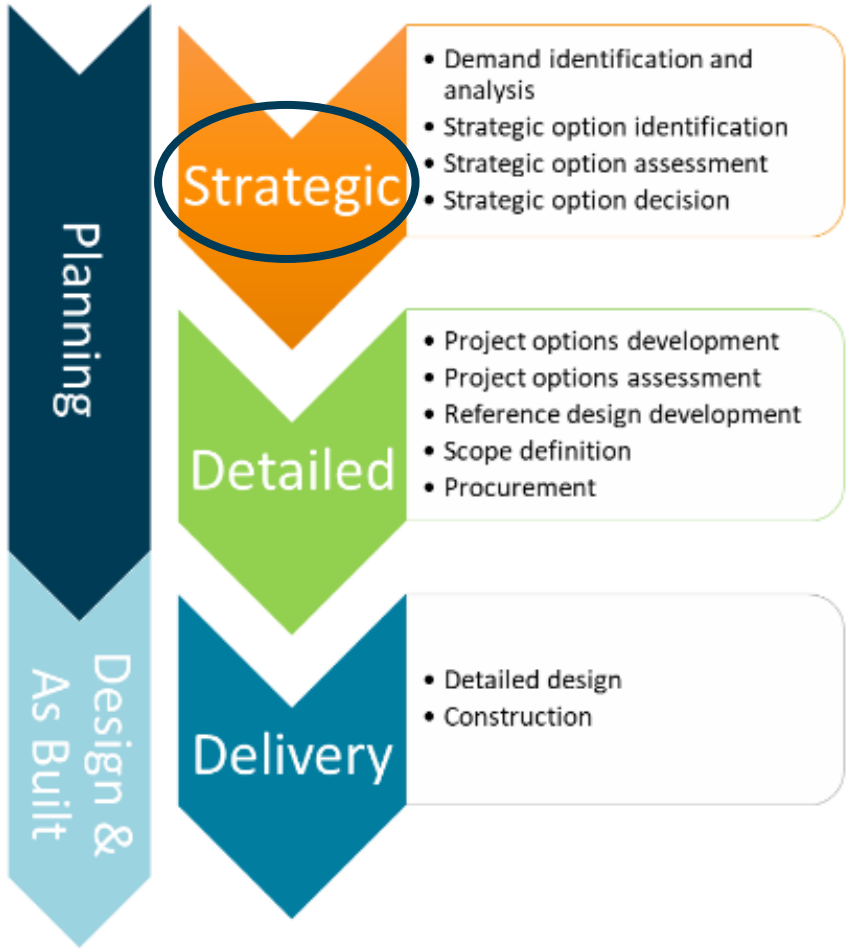 Planning
Design &
As Built
Strategic
• Demand identification and
analysis
• Strategic option identification
• Strategic option assessment
• Strategic option decision
Detailed
• Project options development
• Project options assessment
• Reference design development
• Scope definition
• Procurement
Delivery
• Detailed design
• Construction